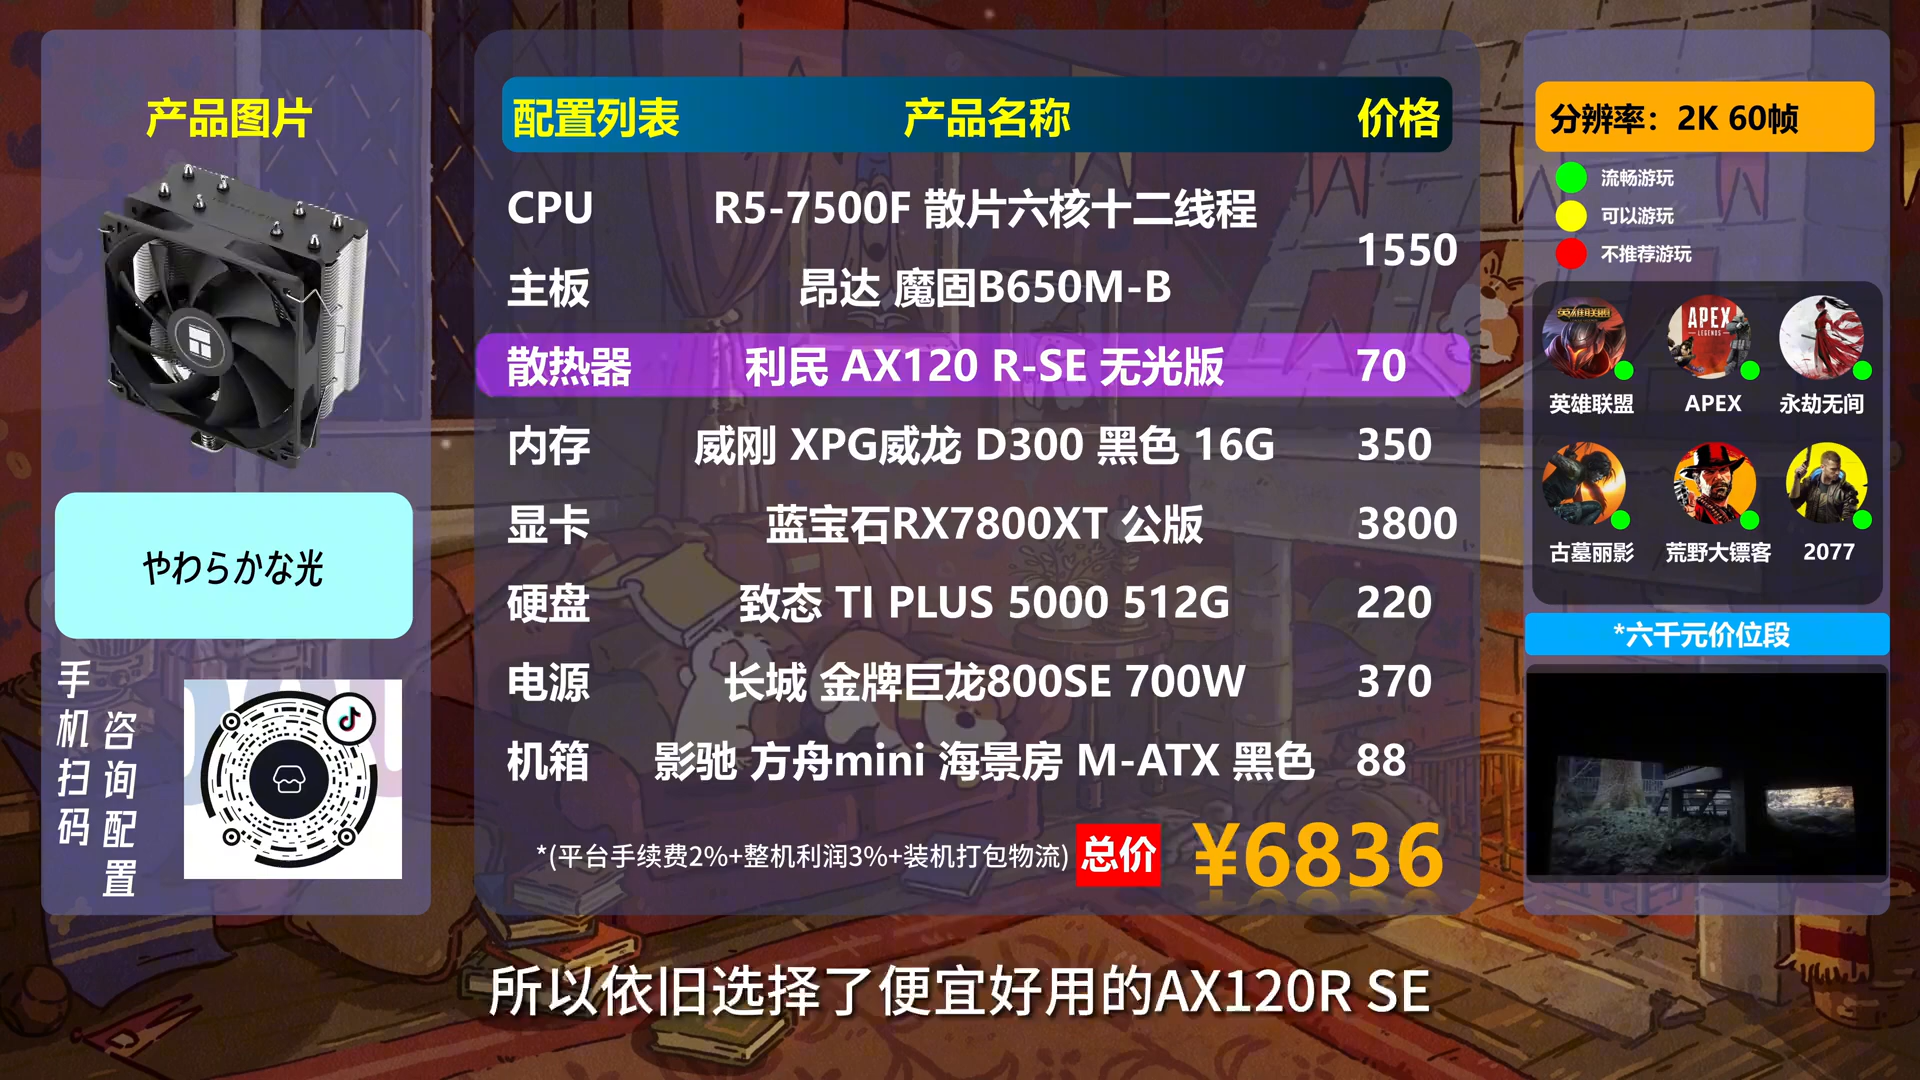 产品图片
やわらかな光
手机扫码
咨询配置
配置列表 产品名称 价格
CPU R5-7500F 散片六核十二线程
1550
主板 昂达 魔固B650M-B
散热器 利民 AX120 R-SE 无光版 70
内存 威刚 XPG威龙 D300 黑色 16G 350
显卡 蓝宝石RX7800XT 公版 3800
硬盘 致态 TI PLUS 5000 512G 220
电源 长城 金牌巨龙800SE 700W 370
机箱 影驰 方舟mini 海景房 M-ATX 黑色 88
*(平台手续费2%+整机利润3%+装机打包物流) 总价 ¥6836
分辨率：2K 60帧
流畅游玩
可以游玩
不推荐游玩
英雄联盟
APEX
LEGENDS
英雄联盟 APEX 永劫无间
古墓丽影 荒野大镖客 2077
*六千元价位段
所以依旧选择了便宜好用的AX120R SE